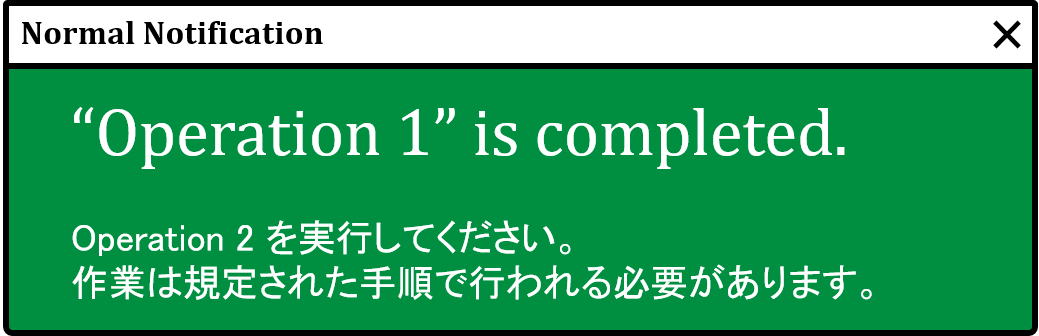 Normal Notification
“Operation 1” is completed.
Operation 2 を実行してください。
作業は規定された手順で行われる必要があります。